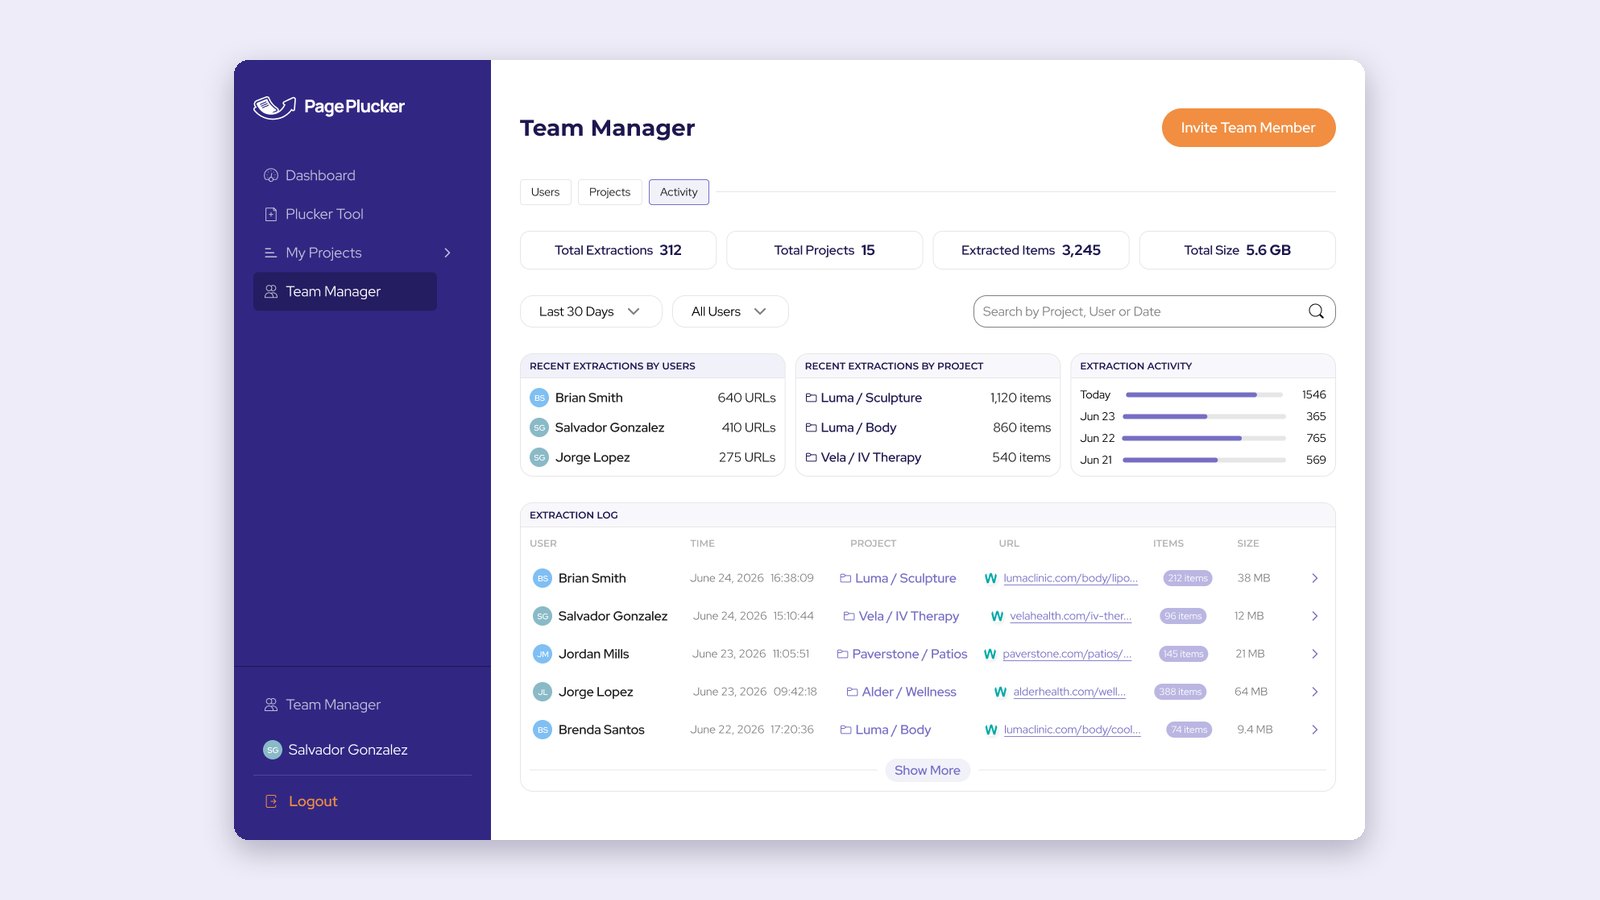 PagePlucker
Dashboard
Plucker Tool
My Projects
Team Manager
Team Manager
SG Salvador Gonzalez
Logout
Team Manager
Invite Team Member
Users Projects Activity
Total Extractions 312 Total Projects 15 Extracted Items 3,245 Total Size 5.6 GB
Last 30 Days All Users Search by Project, User or Date
RECENT EXTRACTIONS BY USERS
BS Brian Smith 640 URLs
SG Salvador Gonzalez 410 URLs
SG Jorge Lopez 275 URLs
RECENT EXTRACTIONS BY PROJECT
Luma / Sculpture 1,120 items
Luma / Body 860 items
Vela / IV Therapy 540 items
EXTRACTION ACTIVITY
Today 1546
Jun 23 365
Jun 22 765
Jun 21 569
EXTRACTION LOG
USER TIME PROJECT URL ITEMS SIZE
BS Brian Smith June 24, 2026 16:38:09 Luma / Sculpture W lumaclinic.com/body/lipo... 212 items 38 MB
SG Salvador Gonzalez June 24, 2026 15:10:44 Vela / IV Therapy W velahealth.com/iv-ther... 96 items 12 MB
JM Jordan Mills June 23, 2026 11:05:51 Paverstone / Patios W paverstone.com/patios/... 145 items 21 MB
JL Jorge Lopez June 23, 2026 09:42:18 Alder / Wellness W alderhealth.com/well... 388 items 64 MB
BS Brenda Santos June 22, 2026 17:20:36 Luma / Body W lumaclinic.com/body/cool... 74 items 9.4 MB
Show More